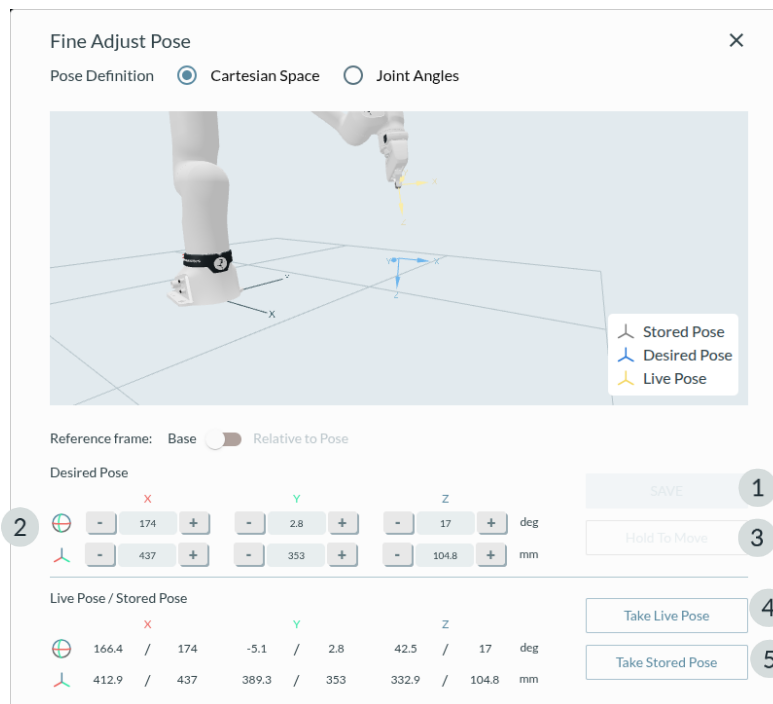 Fine Adjust Pose
Pose Definition Cartesian Space Joint Angles
Y X
Z
Y X
Z
Y
X
Stored Pose
Desired Pose
Live Pose
Reference frame: Base Relative to Pose
Desired Pose
SAVE 1
X Y Z
2 - 174 + - 2.8 + - 17 + deg
Hold To Move 3
- 437 + - 353 + - 104.8 + mm
Live Pose / Stored Pose
Take Live Pose 4
X Y Z
166.4 / 174 -5.1 / 2.8 42.5 / 17 deg
Take Stored Pose 5
412.9 / 437 389.3 / 353 332.9 / 104.8 mm